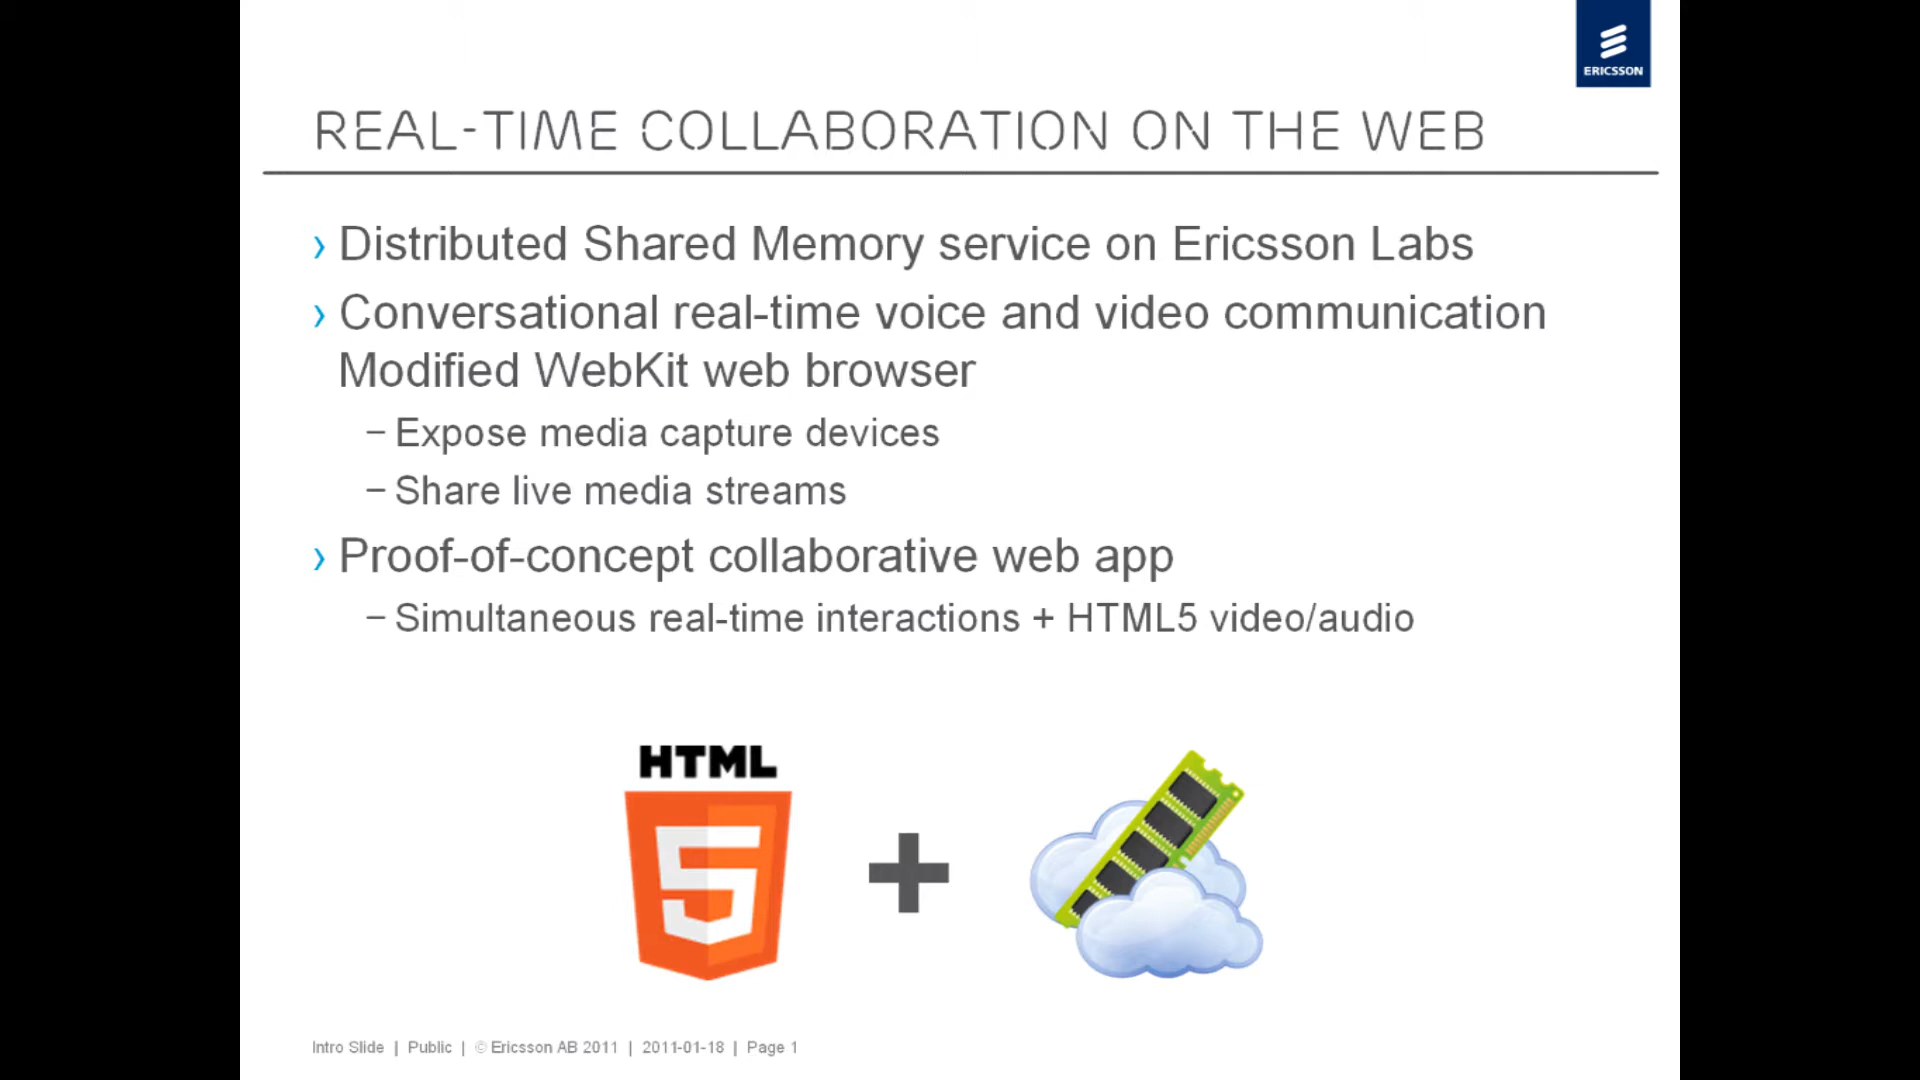 ERICSSON
REAL-TIME COLLABORATION ON THE WEB
› Distributed Shared Memory service on Ericsson Labs
› Conversational real-time voice and video communication
Modified WebKit web browser
– Expose media capture devices
– Share live media streams
› Proof-of-concept collaborative web app
– Simultaneous real-time interactions + HTML5 video/audio
HTML
5
+
Intro Slide | Public | © Ericsson AB 2011 | 2011-01-18 | Page 1